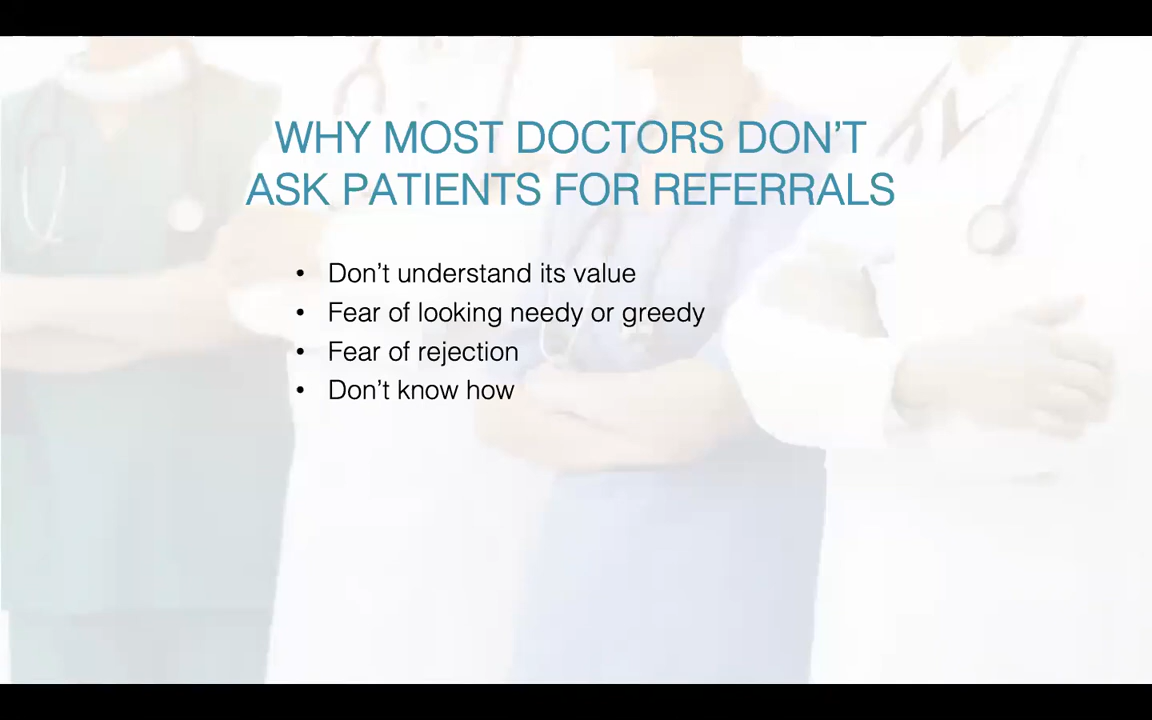 WHY MOST DOCTORS DON’T
ASK PATIENTS FOR REFERRALS
• Don’t understand its value
• Fear of looking needy or greedy
• Fear of rejection
• Don’t know how